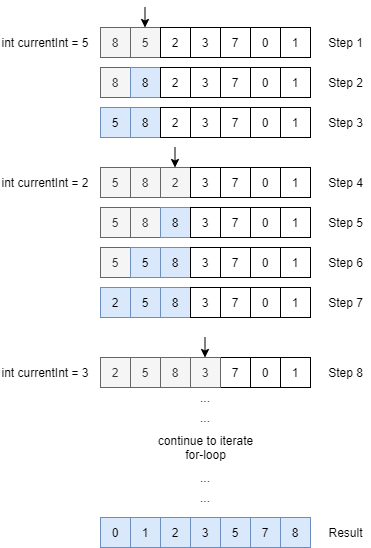 int currentInt = 5 8 5 2 3 7 0 1 Step 1
8 8 2 3 7 0 1 Step 2
5 8 2 3 7 0 1 Step 3
int currentInt = 2 5 8 2 3 7 0 1 Step 4
5 8 8 3 7 0 1 Step 5
5 5 8 3 7 0 1 Step 6
2 5 8 3 7 0 1 Step 7
int currentInt = 3 2 5 8 3 7 0 1 Step 8
...
...
continue to iterate
for-loop
...
...
0 1 2 3 5 7 8 Result